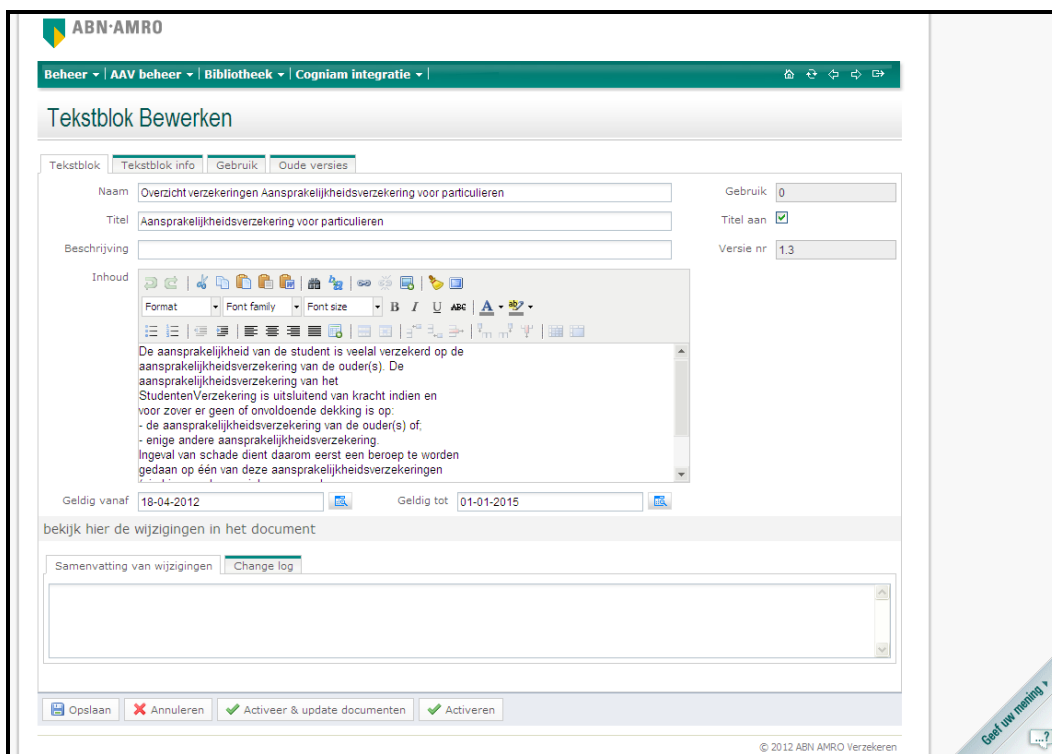 ABN·AMRO
Beheer | AAV beheer | Bibliotheek | Cogniam integratie |
Tekstblok Bewerken
Tekstblok Tekstblok info Gebruik Oude versies
Naam Overzicht verzekeringen Aansprakelijkheidsverzekering voor particulieren Gebruik 0
Titel Aansprakelijkheidsverzekering voor particulieren Titel aan
Beschrijving Versie nr 1.3
Inhoud
Format Font family Font size B I U ABC A ab
De aansprakelijkheid van de student is veelal verzekerd op de
aansprakelijkheidsverzekering van de ouder(s). De
aansprakelijkheidsverzekering van het
StudentenVerzekering is uitsluitend van kracht indien en
voor zover er geen of onvoldoende dekking is op:
- de aansprakelijkheidsverzekering van de ouder(s) of;
- enige andere aansprakelijkheidsverzekering.
Ingeval van schade dient daarom eerst een beroep te worden
gedaan op één van deze aansprakelijkheidsverzekeringen
Geldig vanaf 18-04-2012 Geldig tot 01-01-2015
bekijk hier de wijzigingen in het document
Samenvatting van wijzigingen Change log
Opslaan Annuleren Activeer & update documenten Activeren
Geef uw mening
...?
© 2012 ABN AMRO Verzekeren